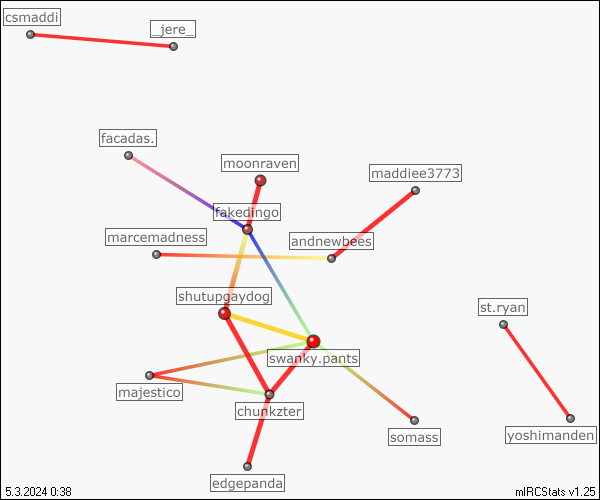 csmaddi
_jere_
facadas.
moonraven
maddiee3773
fakedingo
marcemadness
andnewbees
shutupgaydog
st.ryan
swanky.pants
majestico
chunkzter
somass
yoshimanden
edgepanda
5.3.2024 0:38
mIRCStats v1.25